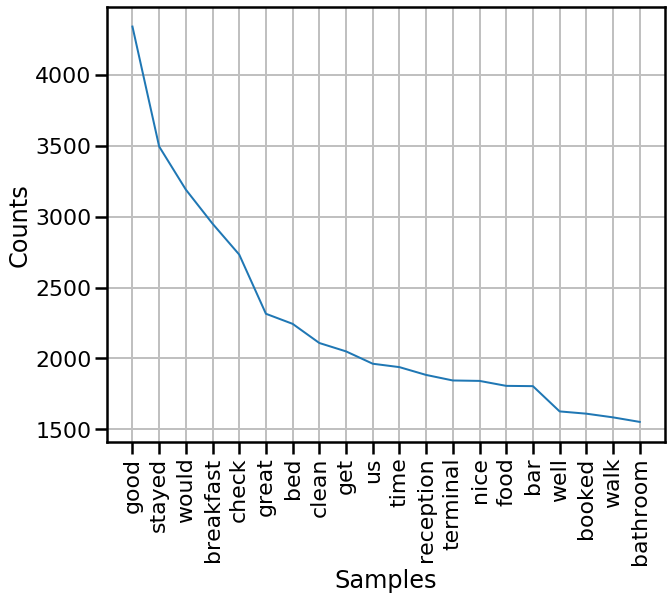 4000
3500
3000
2500
2000
1500
Counts
good
stayed
would
breakfast
check
great
bed
clean
get
us
time
reception
terminal
nice
food
bar
well
booked
walk
bathroom
Samples